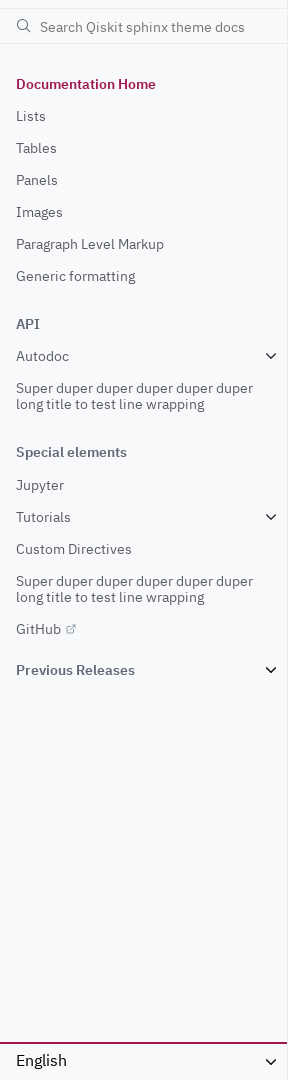 Search Qiskit sphinx theme docs
Documentation Home
Lists
Tables
Panels
Images
Paragraph Level Markup
Generic formatting
API
Autodoc
Super duper duper duper duper duper
long title to test line wrapping
Special elements
Jupyter
Tutorials
Custom Directives
Super duper duper duper duper duper
long title to test line wrapping
GitHub
Previous Releases
English